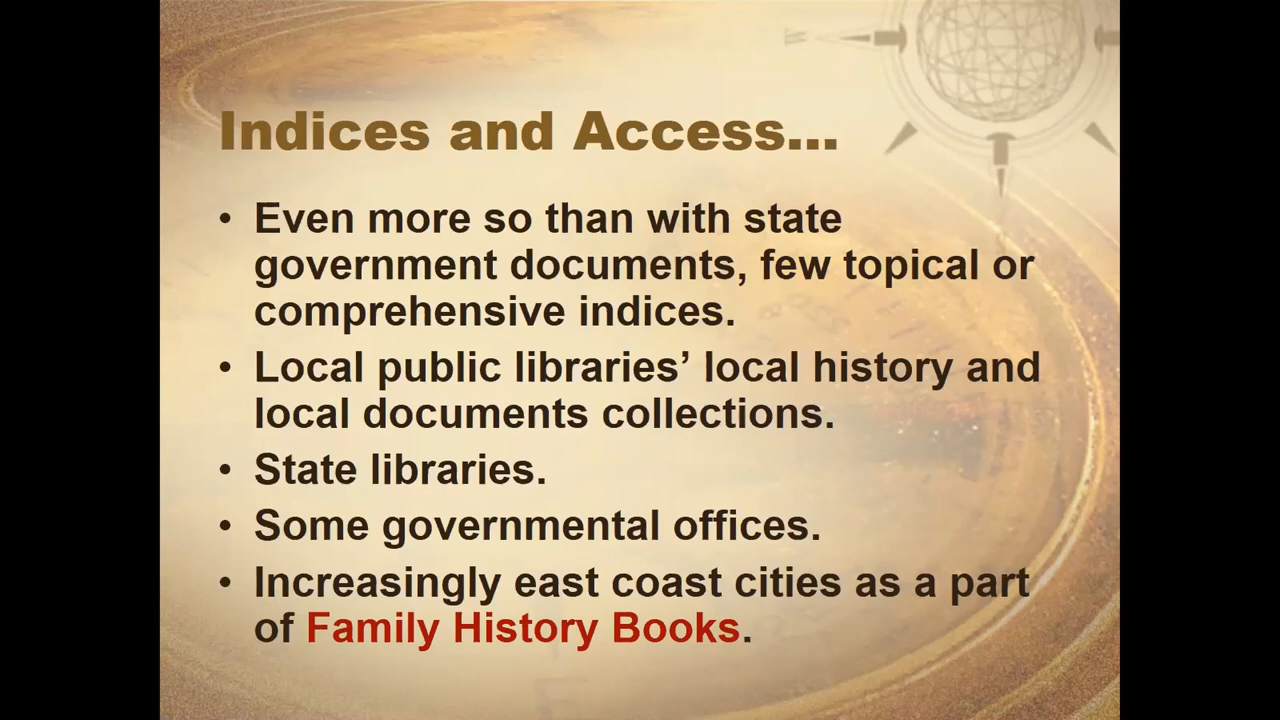 Indices and Access...
• Even more so than with state
government documents, few topical or
comprehensive indices.
• Local public libraries’ local history and
local documents collections.
• State libraries.
• Some governmental offices.
• Increasingly east coast cities as a part
of Family History Books.